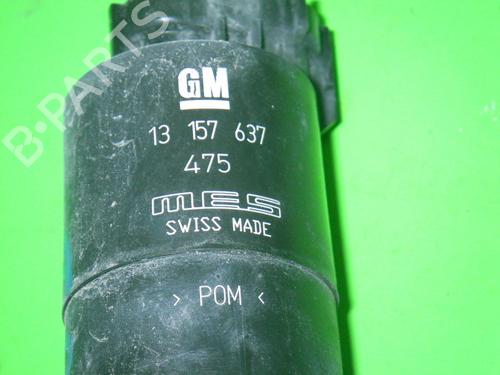 B-PARTS
GM
13 157 637
475
MES
SWISS MADE
> POM <